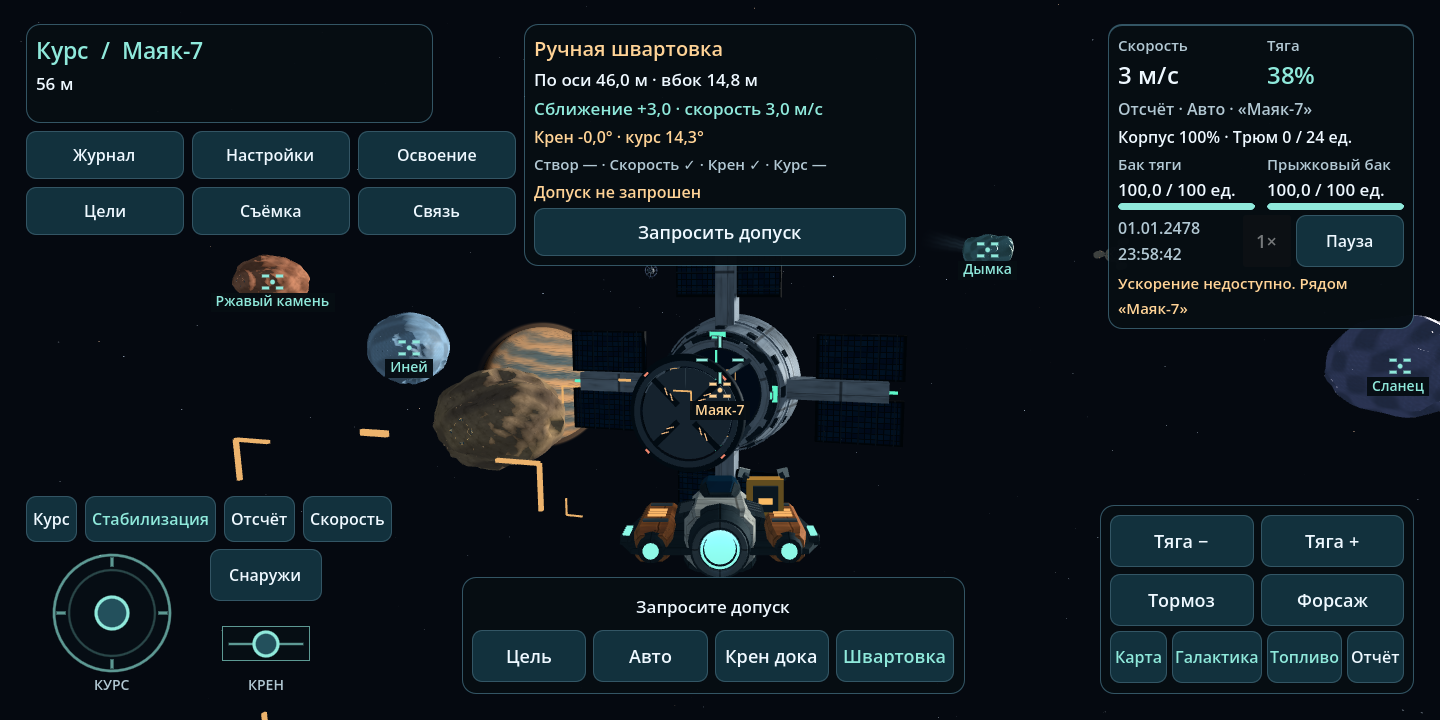 Курс / Маяк-7
56 м
Журнал
Настройки
Освоение
Цели
Съёмка
Связь
Ручная швартовка
По оси 46,0 м · вбок 14,8 м
Сближение +3,0 · скорость 3,0 м/с
Крен -0,0° · курс 14,3°
Створ — · Скорость ✓ · Крен ✓ · Курс —
Допуск не запрошен
Запросить допуск
Скорость
Тяга
3 м/с
38%
Отсчёт · Авто · «Маяк-7»
Корпус 100% · Трюм 0 / 24 ед.
Бак тяги
Прыжковый бак
100,0 / 100 ед.
100,0 / 100 ед.
01.01.2478
23:58:42
1×
Пауза
Ускорение недоступно. Рядом
«Маяк-7»
Дымка
Ржавый камень
Иней
Сланец
Маяк-7
Курс
Стабилизация
Отсчёт
Скорость
Снаружи
КУРС
КРЕН
Запросите допуск
Цель
Авто
Крен дока
Швартовка
Тяга −
Тяга +
Тормоз
Форсаж
Карта
Галактика
Топливо
Отчёт